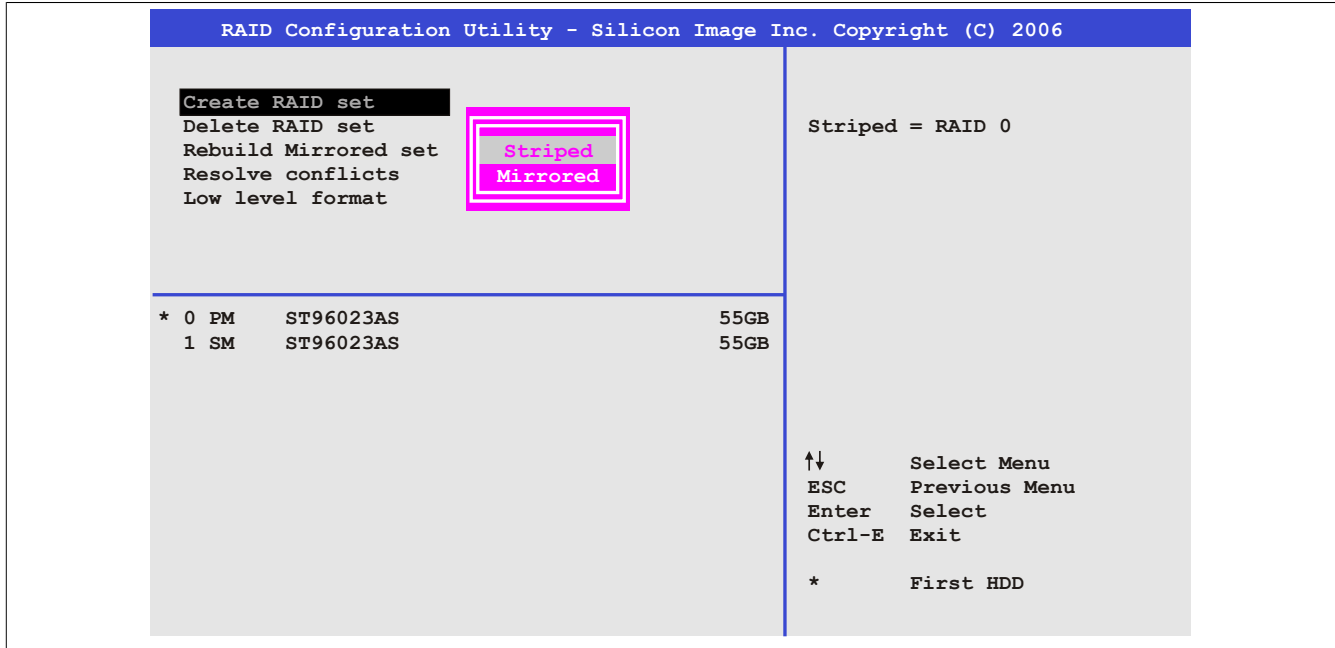 RAID Configuration Utility - Silicon Image Inc. Copyright (C) 2006
Create RAID set
Delete RAID set
Rebuild Mirrored set
Resolve conflicts
Low level format
Striped
Mirrored
Striped = RAID 0
* 0 PM ST96023AS 55GB
1 SM ST96023AS 55GB
↑↓ Select Menu
ESC Previous Menu
Enter Select
Ctrl-E Exit
* First HDD